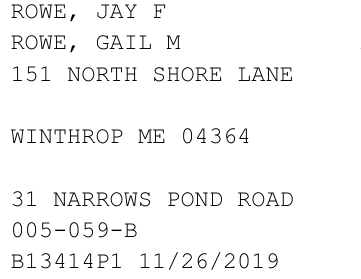 ROWE, JAY F
ROWE, GAIL M
151 NORTH SHORE LANE
WINTHROP ME 04364
31 NARROWS POND ROAD
005-059-B
B13414P1 11/26/2019